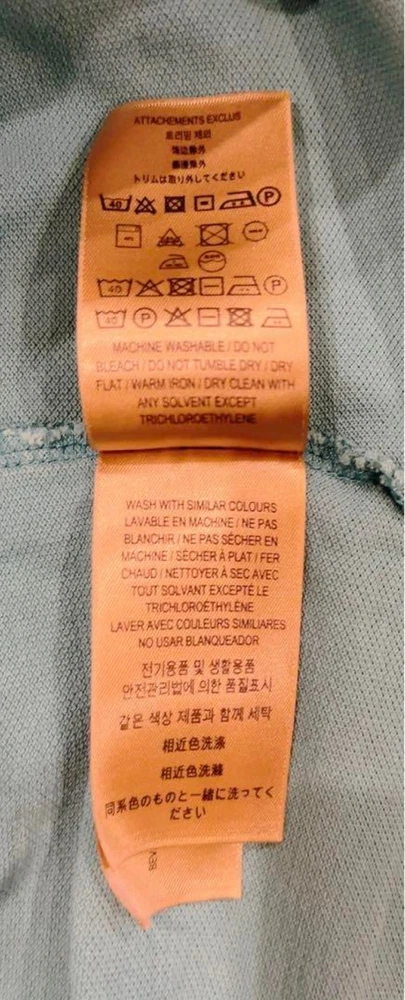 ATTACHEMENTS EXCLUS
트리밍 제외
飾边除外
トリムは取り外してください
40 P
40
40 P
MACHINE WASHABLE / DO NOT
BLEACH / DO NOT TUMBLE DRY / DRY
FLAT / WARM IRON / DRY CLEAN WITH
ANY SOLVENT EXCEPT
TRICHLOROETHYLENE
WASH WITH SIMILAR COLOURS
LAVABLE EN MACHINE / NE PAS
BLANCHIR / NE PAS SÉCHER EN
MACHINE / SÉCHER À PLAT / FER
CHAUD / NETTOYER À SEC AVEC
TOUT SOLVANT EXCEPTÉ LE
TRICHLOROÉTHYLÈNE
LAVER AVEC COULEURS SIMILIARES
NO USAR BLANQUEADOR
전기용품 및 생활용품
안전관리법에 의한 품질표시
같은 색상 제품과 함께 세탁
相近色洗涤
相近色洗滌
同系色のものと一緒に洗ってく
ださい